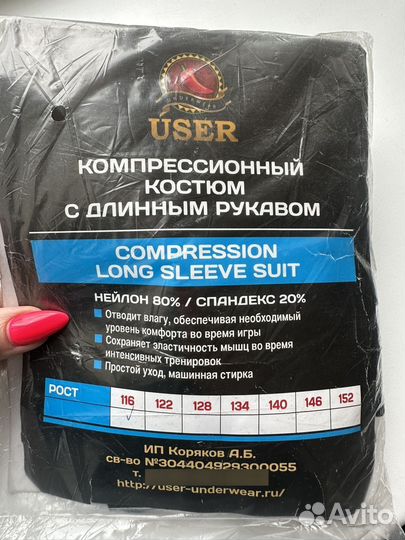 UNDERWEAR
USER
КОМПРЕССИОННЫЙ
КОСТЮМ
С ДЛИННЫМ РУКАВОМ
COMPRESSION
LONG SLEEVE SUIT
НЕЙЛОН 80% / СПАНДЕКС 20%
Отводит влагу, обеспечивая необходимый
уровень комфорта во время игры
Сохраняет эластичность мышц во время
интенсивных тренировок
Простой уход, машинная стирка
РОСТ 116 122 128 134 140 146 152
ИП Коряков А.Б.
св-во №304404929300055
т.
http://user-underwear.ru/
Avito